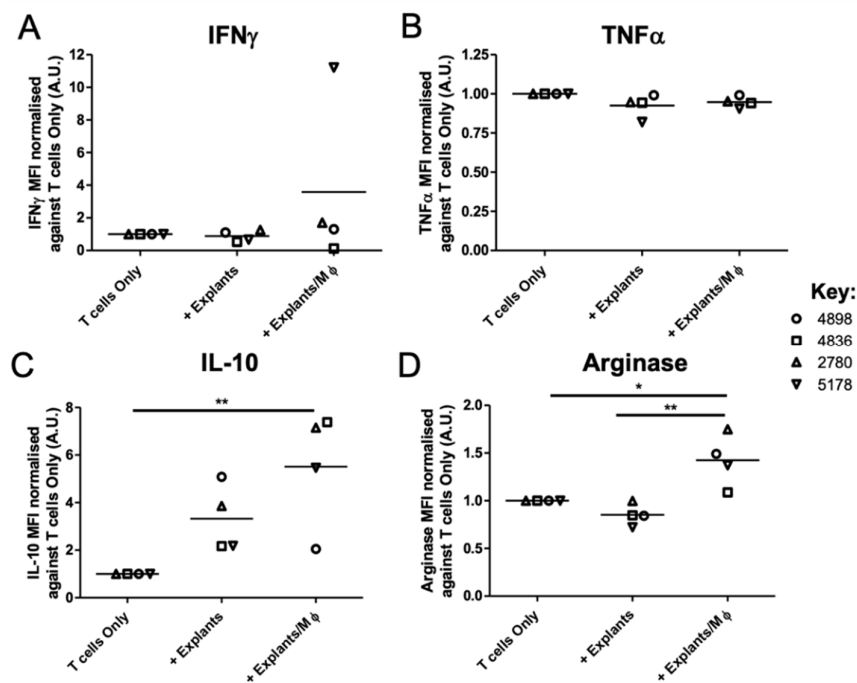 A
IFNγ
IFNγ MFI normalised
against T cells Only (A.U.)
12
10
8
6
4
2
0
T cells Only
+ Explants
+ Explants/M ϕ
B
TNFα
TNFα MFI normalised
against T cells Only (A.U.)
1.25
1.00
0.75
0.50
0.25
0.00
T cells Only
+ Explants
+ Explants/M ϕ
Key:
4898
4836
2780
5178
C
IL-10
IL-10 MFI normalised
against T cells Only (A.U.)
8
6
4
2
0
**
T cells Only
+ Explants
+ Explants/M ϕ
D
Arginase
Arginase MFI normalised
against T cells Only (A.U.)
2.0
1.5
1.0
0.5
0.0
*
**
T cells Only
+ Explants
+ Explants/M ϕ